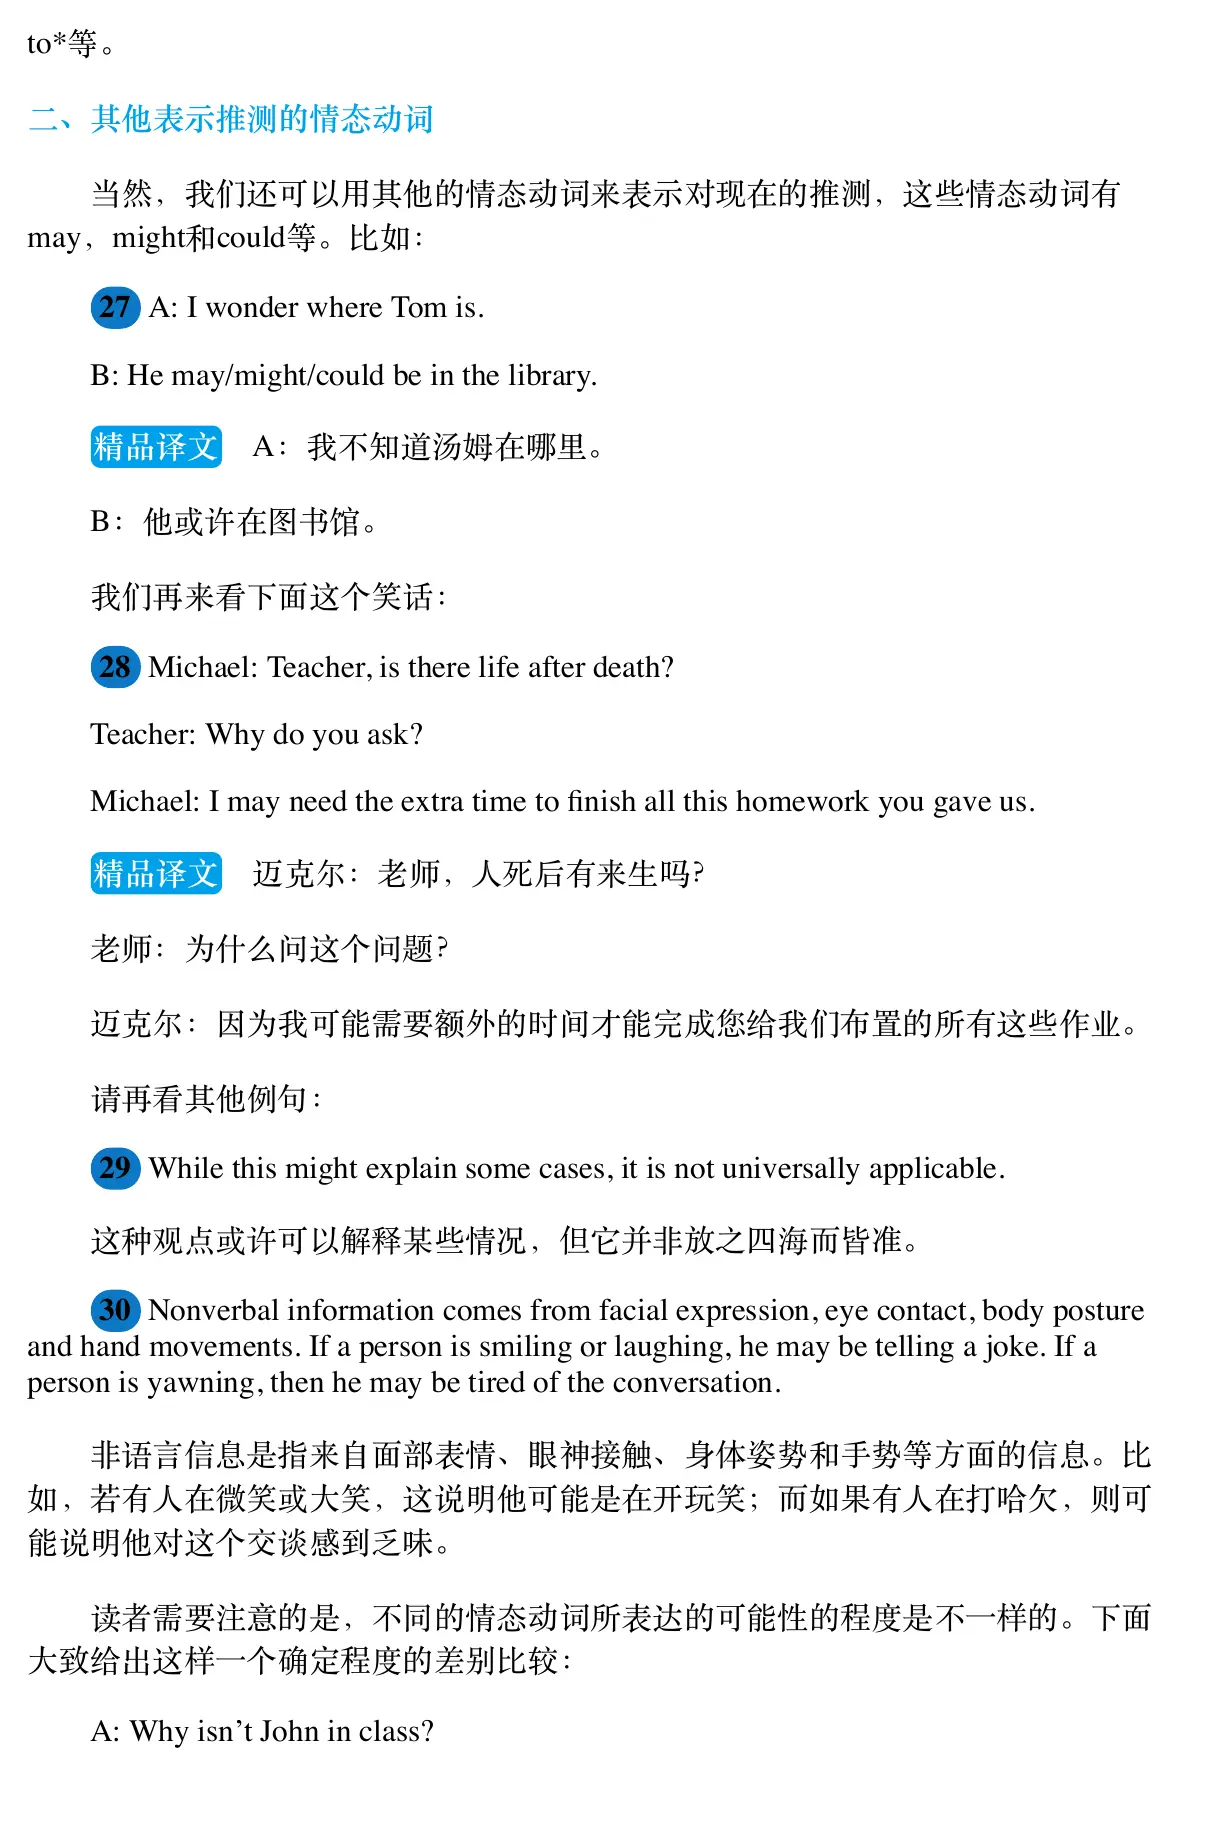 to*等。
二、其他表示推测的情态动词
当然，我们还可以用其他的情态动词来表示对现在的推测，这些情态动词有
may，might和could等。比如：
27 A: I wonder where Tom is.
B: He may/might/could be in the library.
精品译文 A：我不知道汤姆在哪里。
B：他或许在图书馆。
我们再来看下面这个笑话：
28 Michael: Teacher, is there life after death?
Teacher: Why do you ask?
Michael: I may need the extra time to finish all this homework you gave us.
精品译文 迈克尔：老师，人死后有来生吗？
老师：为什么问这个问题？
迈克尔：因为我可能需要额外的时间才能完成您给我们布置的所有这些作业。
请再看其他例句：
29 While this might explain some cases, it is not universally applicable.
这种观点或许可以解释某些情况，但它并非放之四海而皆准。
30 Nonverbal information comes from facial expression, eye contact, body posture
and hand movements. If a person is smiling or laughing, he may be telling a joke. If a
person is yawning, then he may be tired of the conversation.
非语言信息是指来自面部表情、眼神接触、身体姿势和手势等方面的信息。比
如，若有人在微笑或大笑，这说明他可能是在开玩笑；而如果有人在打哈欠，则可
能说明他对这个交谈感到乏味。
读者需要注意的是，不同的情态动词所表达的可能性的程度是不一样的。下面
大致给出这样一个确定程度的差别比较：
A: Why isn’t John in class?